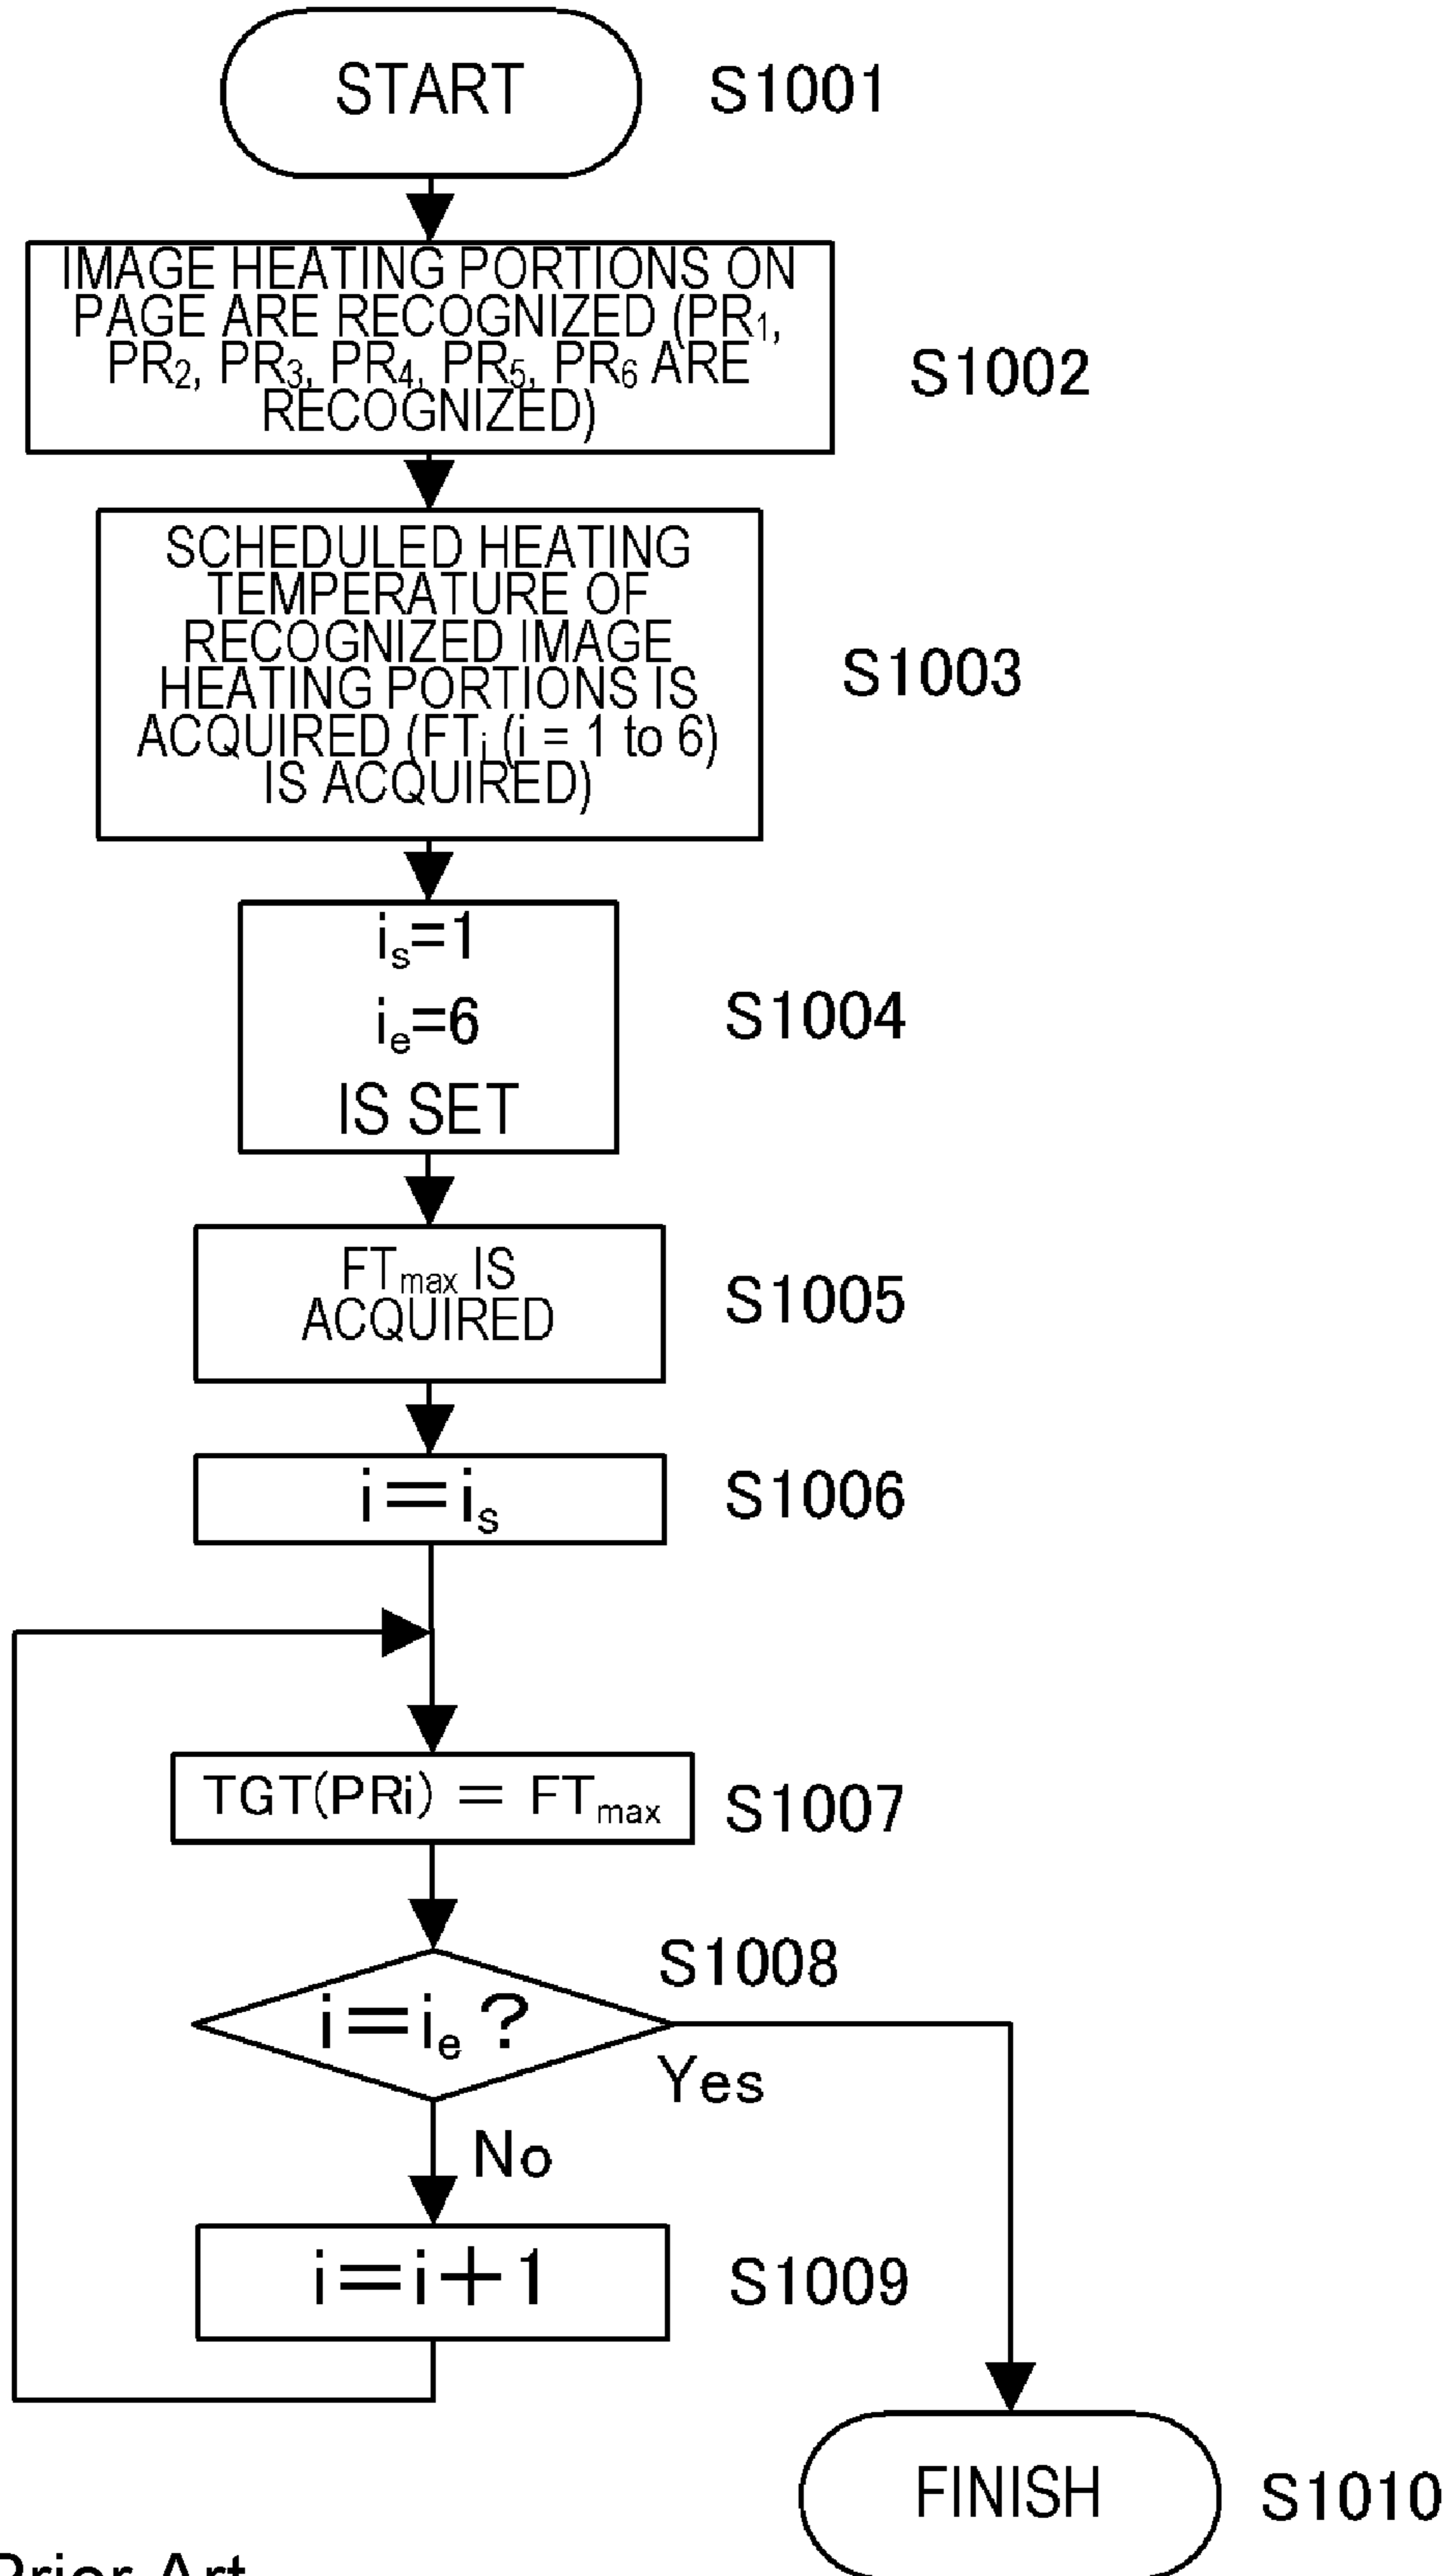 START
S1001
IMAGE HEATING PORTIONS ON
PAGE ARE RECOGNIZED (PR₁,
PR₂, PR₃, PR₄, PR₅, PR₆ ARE
RECOGNIZED)
S1002
SCHEDULED HEATING
TEMPERATURE OF
RECOGNIZED IMAGE
HEATING PORTIONS IS
ACQUIRED (FTᵢ (i = 1 to 6)
IS ACQUIRED)
S1003
iₛ=1
iₑ=6
IS SET
S1004
FTₘₐₓ IS
ACQUIRED
S1005
i=iₛ
S1006
TGT(PRi) = FTₘₐₓ
S1007
S1008
i=iₑ ?
Yes
No
i=i+1
S1009
FINISH
S1010
Prior Art